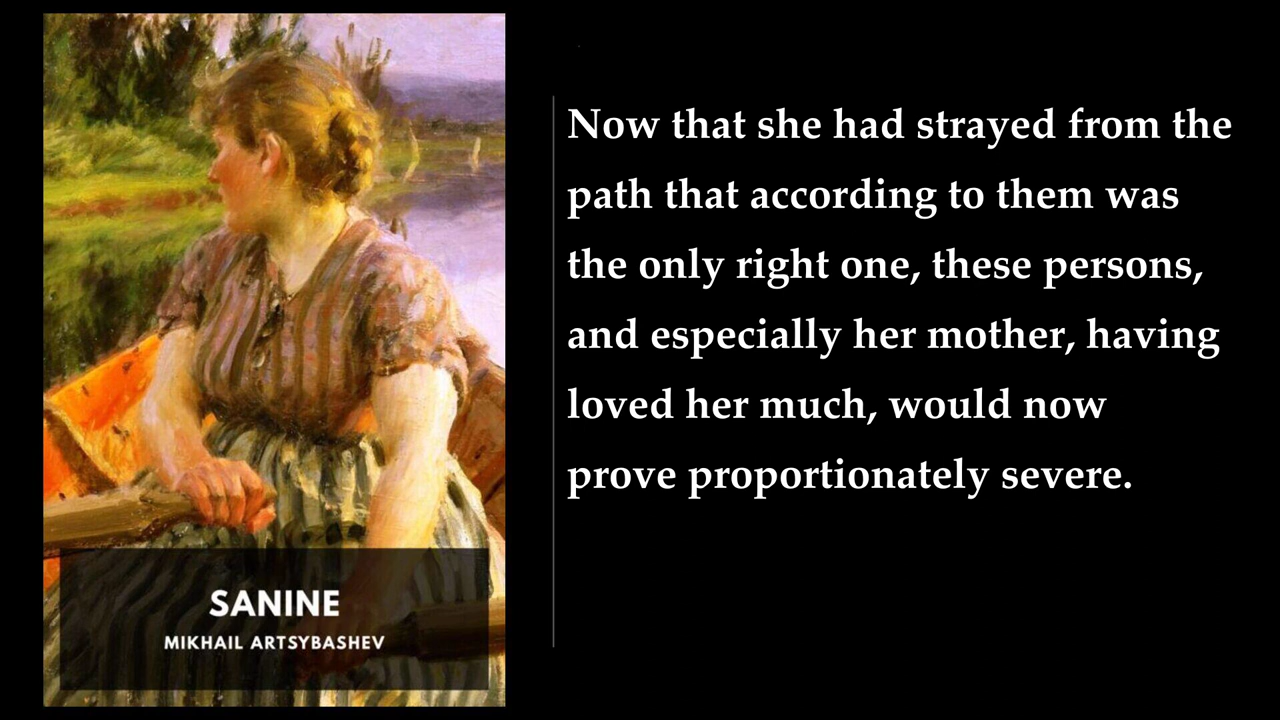 SANINE
MIKHAIL ARTSYBASHEV
Now that she had strayed from the
path that according to them was
the only right one, these persons,
and especially her mother, having
loved her much, would now
prove proportionately severe.